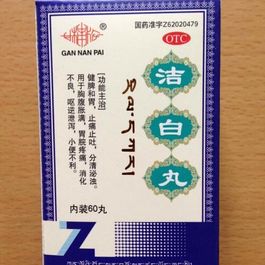 GAN NAN PAI
国药准字Z62020479
OTC
洁白丸
[功能主治]
健脾和胃，止痛止吐，分清泌浊。
用于胸腹胀满，胃脘疼痛，消化
不良，呕逆泄泻，小便不利。
内装60丸
Z